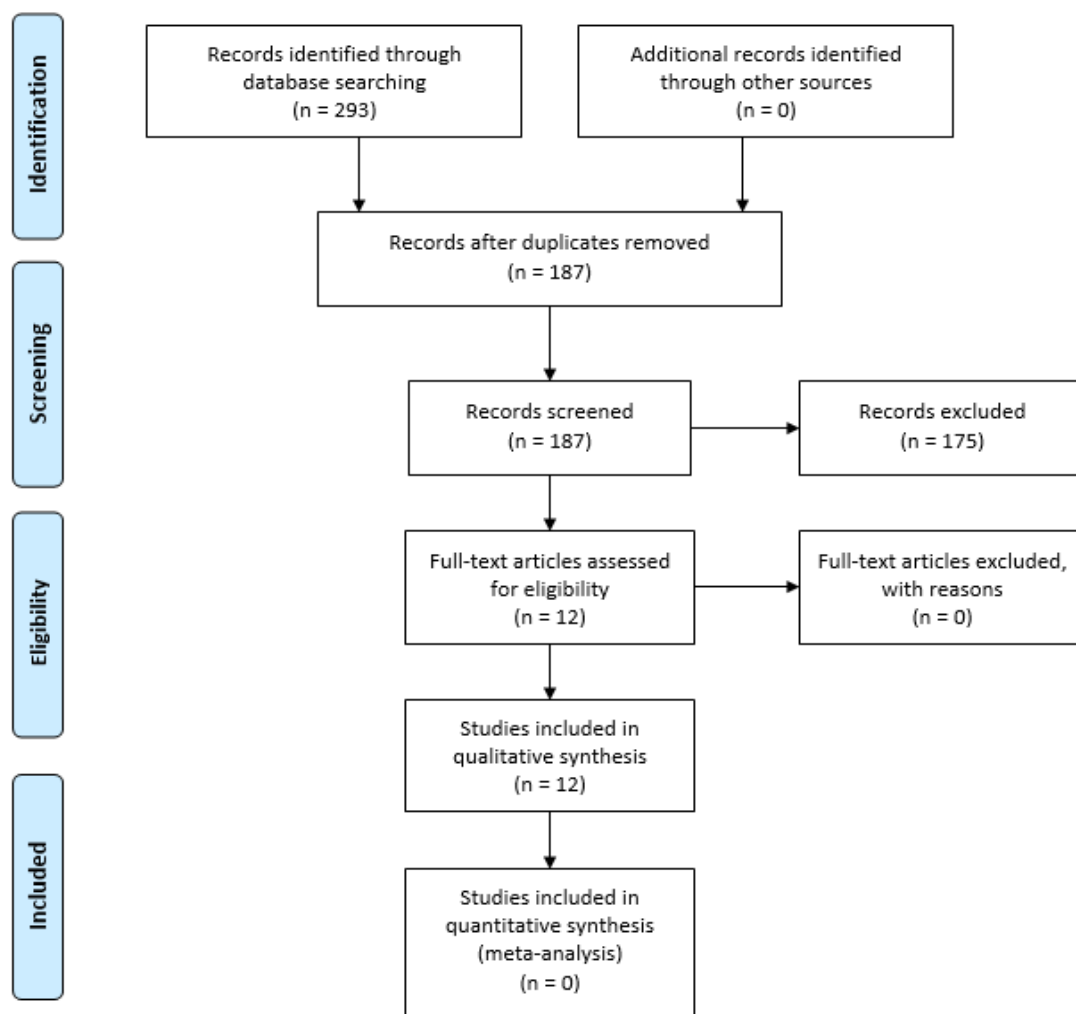 Identification
Records identified through
database searching
(n = 293)
Additional records identified
through other sources
(n = 0)
Records after duplicates removed
(n = 187)
Screening
Records screened
(n = 187)
Records excluded
(n = 175)
Eligibility
Full-text articles assessed
for eligibility
(n = 12)
Full-text articles excluded,
with reasons
(n = 0)
Studies included in
qualitative synthesis
(n = 12)
Included
Studies included in
quantitative synthesis
(meta-analysis)
(n = 0)